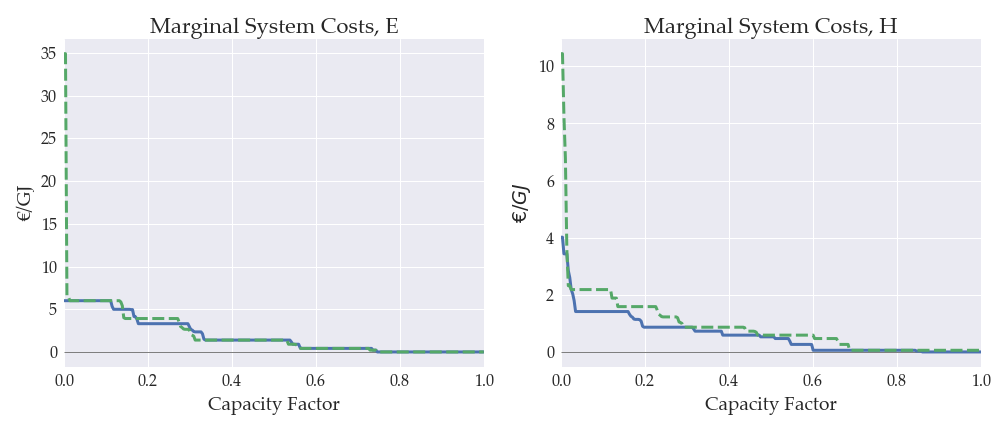 Marginal System Costs, E
35
30
25
20
15
10
5
0
€/GJ
0.0 0.2 0.4 0.6 0.8 1.0
Capacity Factor
Marginal System Costs, H
10
8
6
4
2
0
€/GJ
0.0 0.2 0.4 0.6 0.8 1.0
Capacity Factor